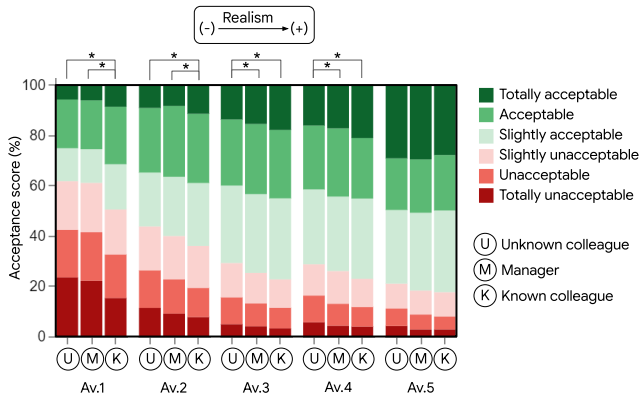 Realism
(-) (+)
* * * * * * * *
100
80
60
40
20
0
Acceptance score (%)
U M K U M K U M K U M K U M K
Av.1 Av.2 Av.3 Av.4 Av.5
Totally acceptable
Acceptable
Slightly acceptable
Slightly unacceptable
Unacceptable
Totally unacceptable
U Unknown colleague
M Manager
K Known colleague